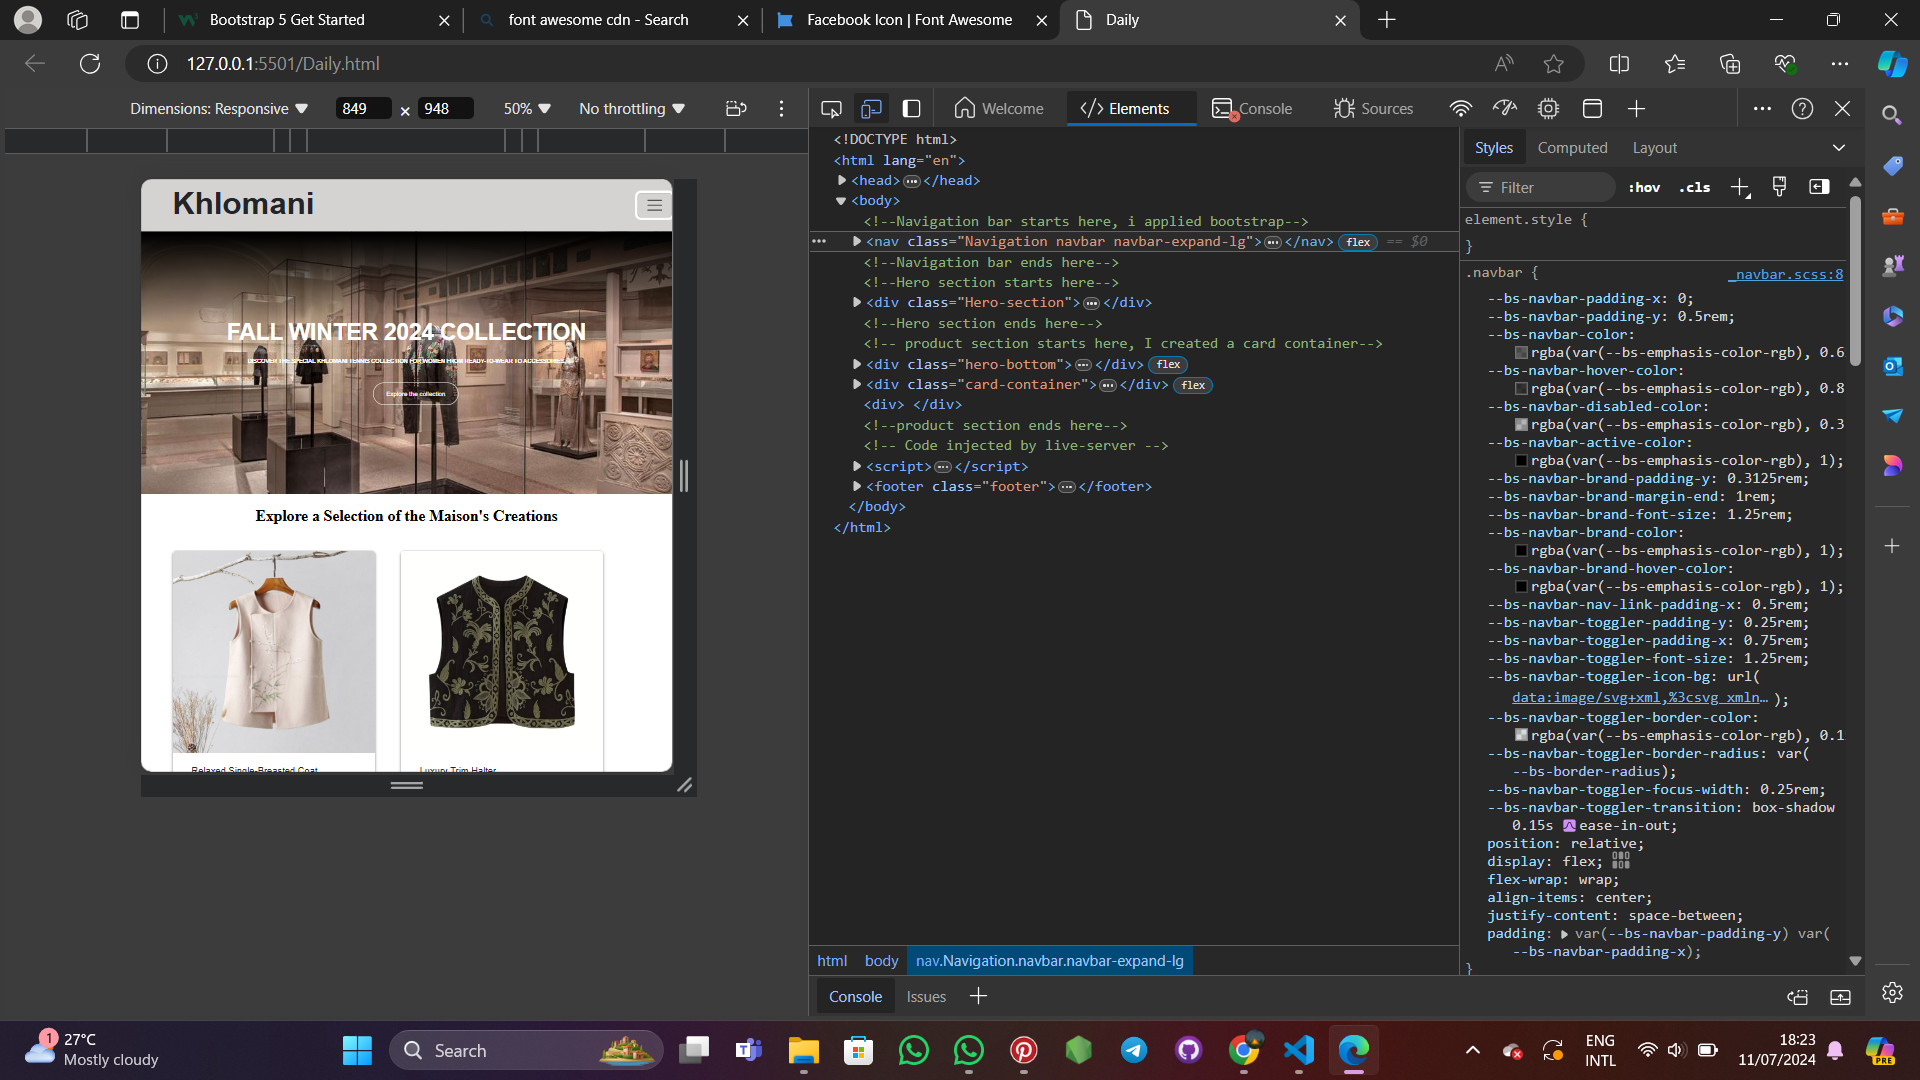 Bootstrap 5 Get Started
font awesome cdn - Search
Facebook Icon | Font Awesome
Daily
127.0.0.1:5501/Daily.html
Dimensions: Responsive
849 x 948
50%
No throttling
Welcome
Elements
Console
Sources
Khlomani
FALL WINTER 2024 COLLECTION
DISCOVER THE SPECIAL KHLOMANI TENNIS COLLECTION FOR WOMEN FROM READY-TO-WEAR TO ACCESSORIES.
Explore the collection
Explore a Selection of the Maison's Creations
Relaxed Single-Breasted Coat
Luxury Trim Halter
<!DOCTYPE html>
<html lang="en">
<head>…</head>
<body>
<!--Navigation bar starts here, i applied bootstrap-->
<nav class="Navigation navbar navbar-expand-lg">…</nav> flex == $0
<!--Navigation bar ends here-->
<!--Hero section starts here-->
<div class="Hero-section">…</div>
<!--Hero section ends here-->
<!-- product section starts here, I created a card container-->
<div class="hero-bottom">…</div> flex
<div class="card-container">…</div> flex
<div> </div>
<!--product section ends here-->
<!-- Code injected by live-server -->
<script>…</script>
<footer class="footer">…</footer>
</body>
</html>
html body nav.Navigation.navbar.navbar-expand-lg
Console Issues
Styles Computed Layout
Filter :hov .cls
element.style {
}
.navbar { _navbar.scss:8
--bs-navbar-padding-x: 0;
--bs-navbar-padding-y: 0.5rem;
--bs-navbar-color:
rgba(var(--bs-emphasis-color-rgb), 0.6
--bs-navbar-hover-color:
rgba(var(--bs-emphasis-color-rgb), 0.8
--bs-navbar-disabled-color:
rgba(var(--bs-emphasis-color-rgb), 0.3
--bs-navbar-active-color:
rgba(var(--bs-emphasis-color-rgb), 1);
--bs-navbar-brand-padding-y: 0.3125rem;
--bs-navbar-brand-margin-end: 1rem;
--bs-navbar-brand-font-size: 1.25rem;
--bs-navbar-brand-color:
rgba(var(--bs-emphasis-color-rgb), 1);
--bs-navbar-brand-hover-color:
rgba(var(--bs-emphasis-color-rgb), 1);
--bs-navbar-nav-link-padding-x: 0.5rem;
--bs-navbar-toggler-padding-y: 0.25rem;
--bs-navbar-toggler-padding-x: 0.75rem;
--bs-navbar-toggler-font-size: 1.25rem;
--bs-navbar-toggler-icon-bg: url(
data:image/svg+xml,%3csvg xmln… );
--bs-navbar-toggler-border-color:
rgba(var(--bs-emphasis-color-rgb), 0.1
--bs-navbar-toggler-border-radius: var(
--bs-border-radius);
--bs-navbar-toggler-focus-width: 0.25rem;
--bs-navbar-toggler-transition: box-shadow
0.15s ease-in-out;
position: relative;
display: flex;
flex-wrap: wrap;
align-items: center;
justify-content: space-between;
padding: var(--bs-navbar-padding-y) var(
--bs-navbar-padding-x);
}
1
27°C
Mostly cloudy
Search
ENG
INTL
18:23
11/07/2024
PRE